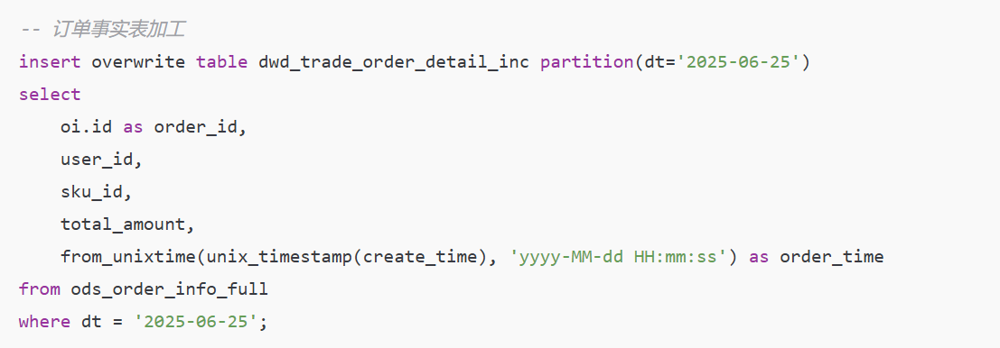 -- 订单事实表加工
insert overwrite table dwd_trade_order_detail_inc partition(dt='2025-06-25')
select
    oi.id as order_id,
    user_id,
    sku_id,
    total_amount,
    from_unixtime(unix_timestamp(create_time), 'yyyy-MM-dd HH:mm:ss') as order_time
from ods_order_info_full
where dt = '2025-06-25';